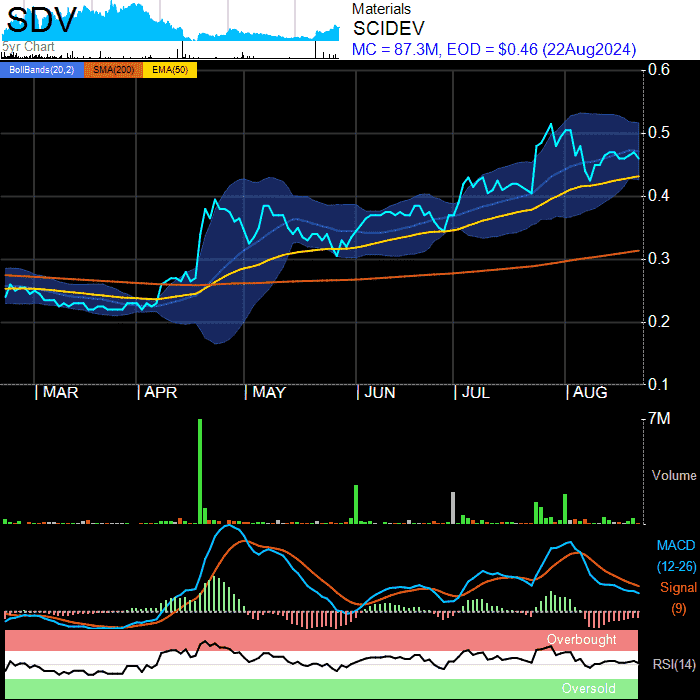 SDV
5yr Chart
Materials
SCIDEV
MC = 87.3M, EOD = $0.46 (22Aug2024)
BollBands(20,2) SMA(200) EMA(50)
0.6
0.5
0.4
0.3
0.2
0.1
MAR APR MAY JUN JUL AUG
7M
Volume
MACD
(12-26)
Signal
(9)
Overbought
RSI(14)
Oversold